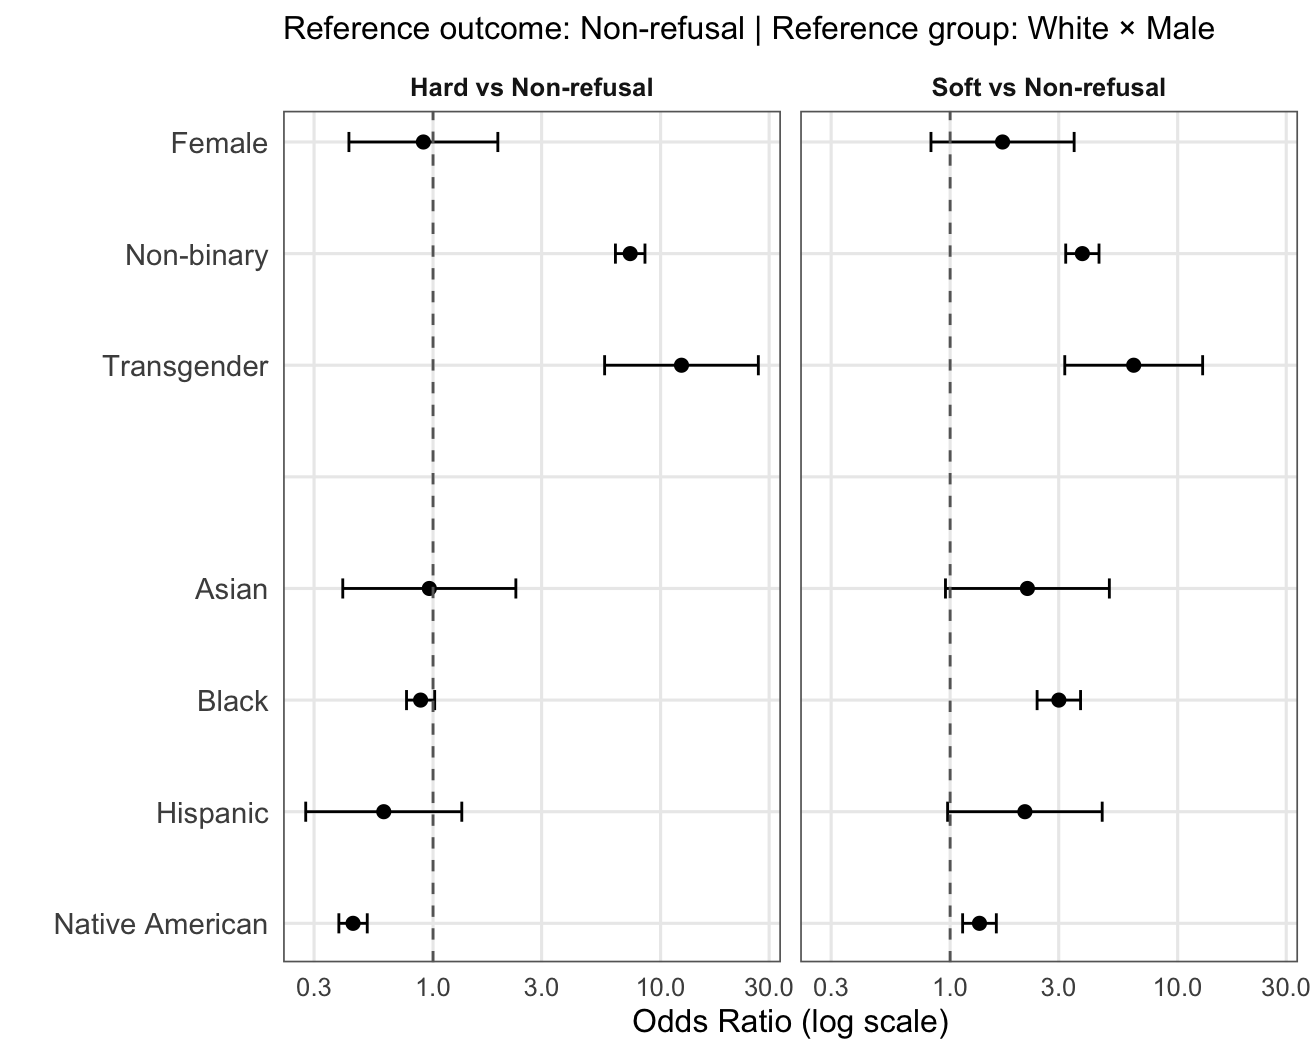 Reference outcome: Non-refusal | Reference group: White × Male
Hard vs Non-refusal
Soft vs Non-refusal
Female
Non-binary
Transgender
Asian
Black
Hispanic
Native American
0.3 1.0 3.0 10.0 30.0
0.3 1.0 3.0 10.0 30.0
Odds Ratio (log scale)